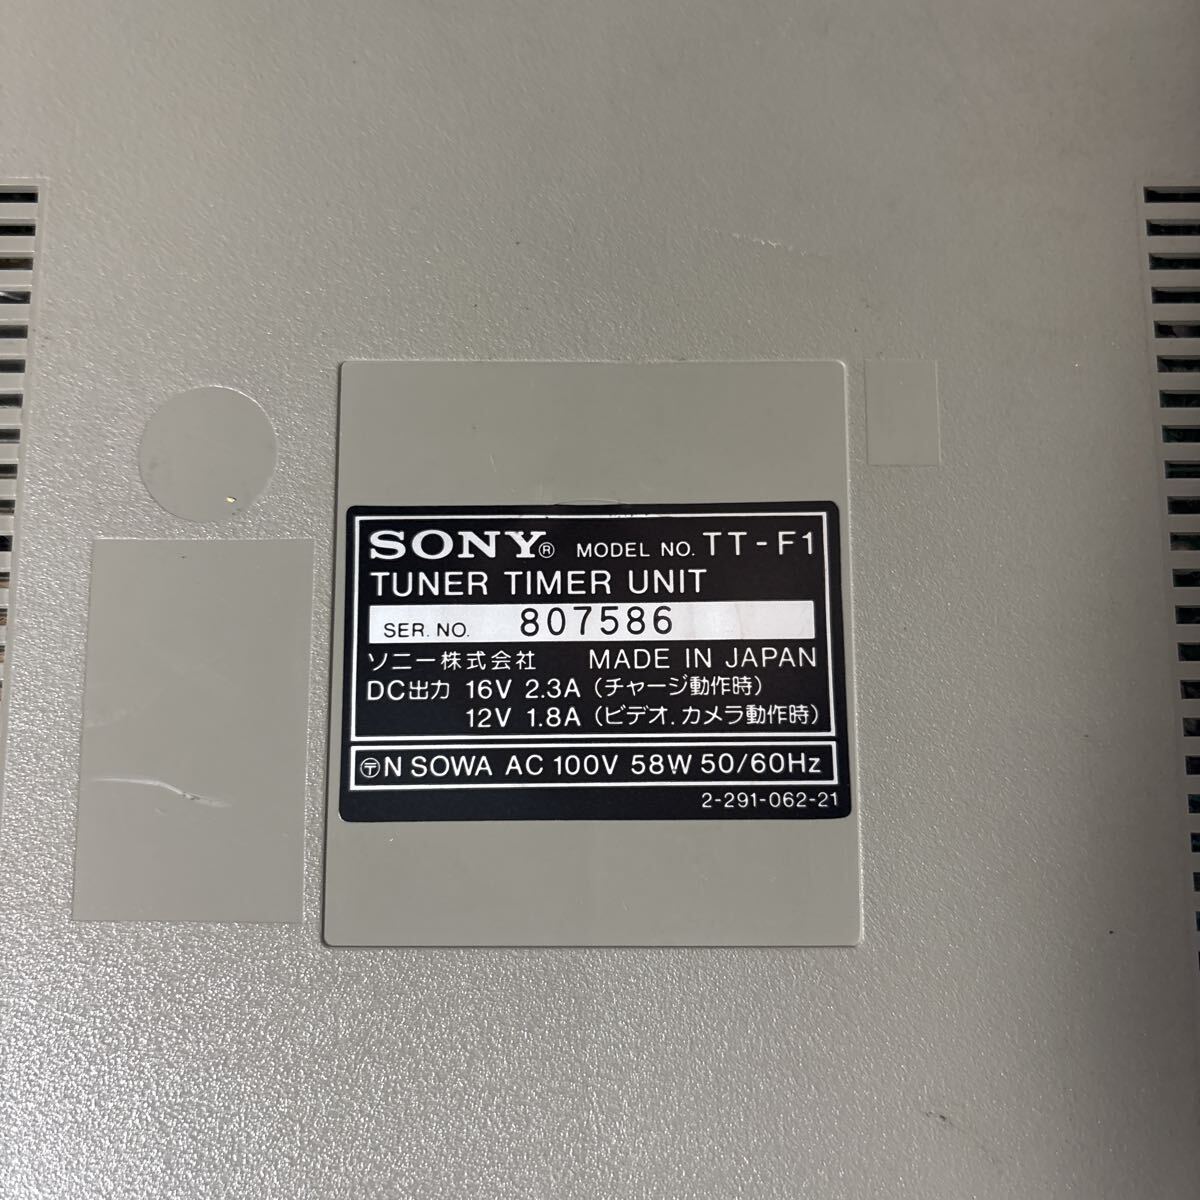 SONY® MODEL NO. TT-F1
TUNER TIMER UNIT
SER. NO. 807586
ソニー株式会社 MADE IN JAPAN
DC出力 16V 2.3A (チャージ動作時)
12V 1.8A (ビデオ.カメラ動作時)
〶N SOWA AC 100V 58W 50/60Hz
2-291-062-21